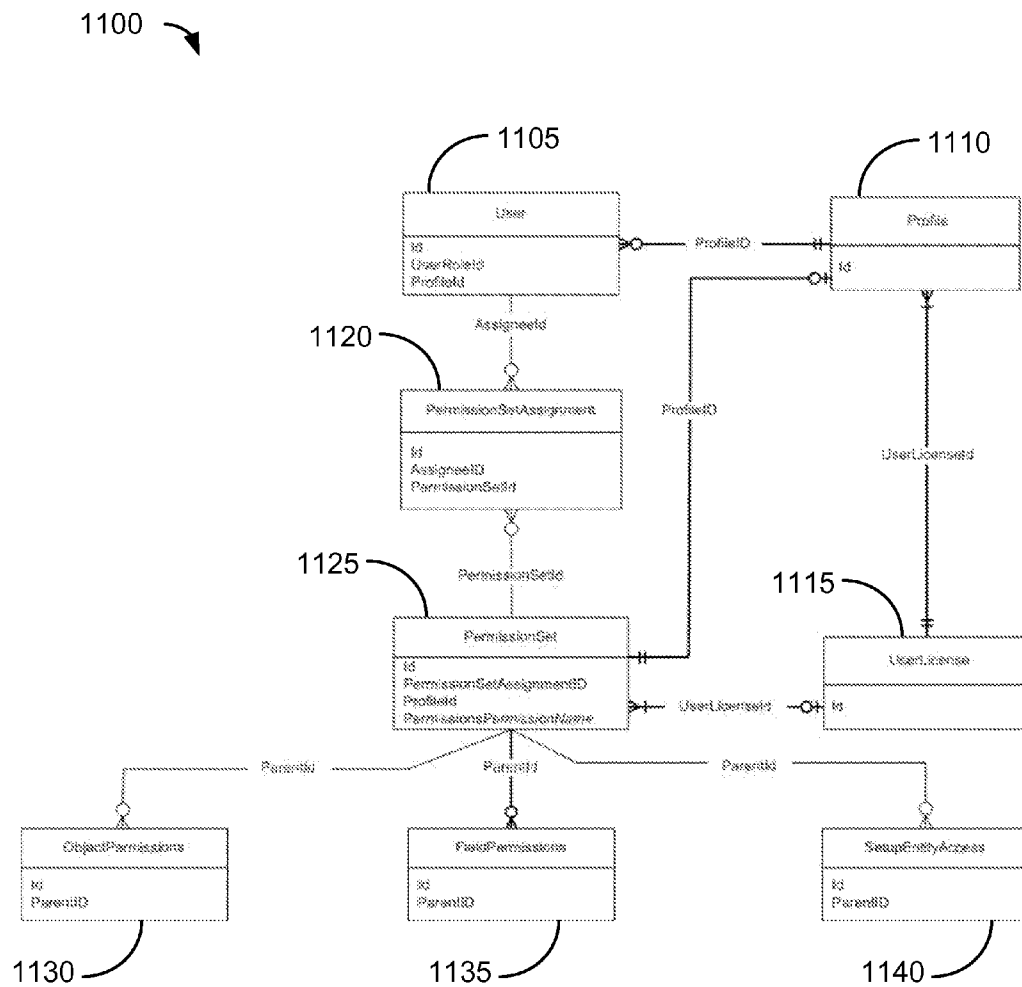 1100
1105
1110
User
Id
UserRoleId
ProfileId
ProfileID
Profile
Id
AssigneeId
1120
PermissionSetAssignment
Id
AssigneeID
PermissionSetId
ProfileID
UserLicenseId
PermissionSetId
1125
1115
PermissionSet
Id
PermissionSetAssignmentID
ProfileId
PermissionsPermissionName
UserLicenseId
UserLicense
Id
ParentId
ParentId
ParentId
ObjectPermissions
Id
ParentID
FieldPermissions
Id
ParentID
SetupEntityAccess
Id
ParentID
1130
1135
1140